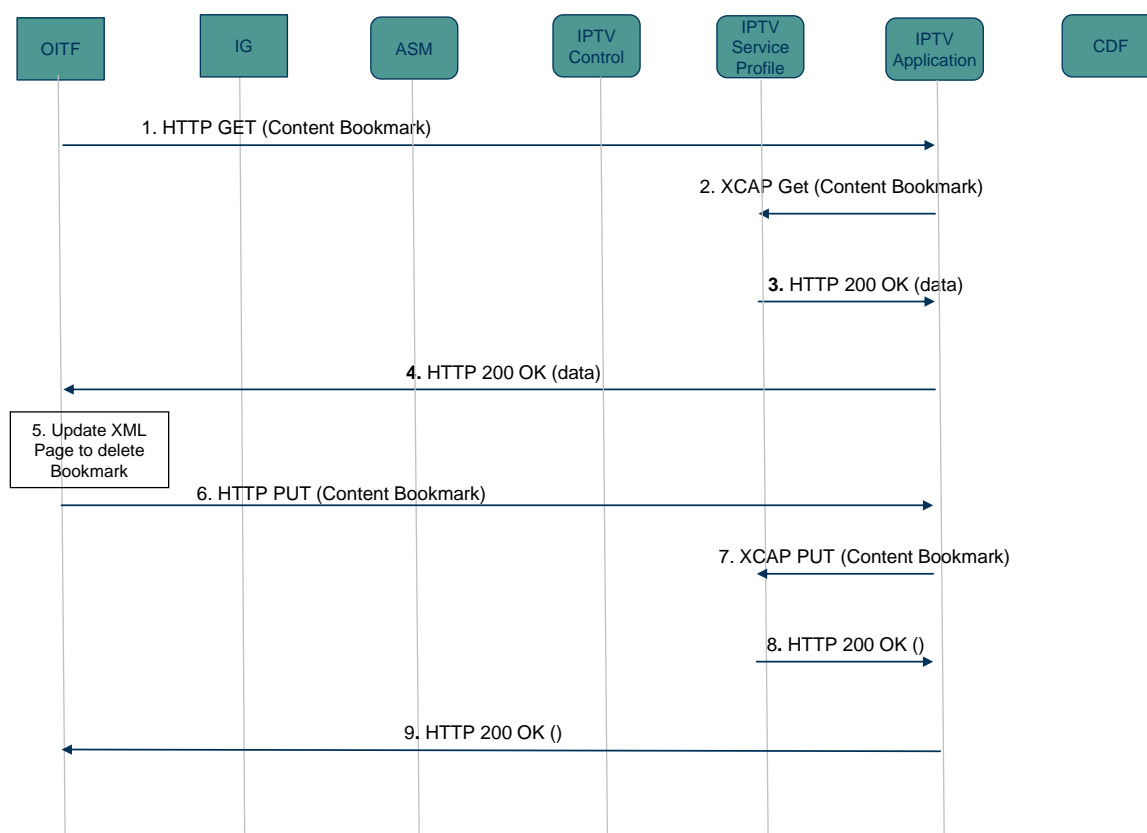 OITF
IG
ASM
IPTV
Control
IPTV
Service
Profile
IPTV
Application
CDF
1. HTTP GET (Content Bookmark)
2. XCAP Get (Content Bookmark)
3. HTTP 200 OK (data)
4. HTTP 200 OK (data)
5. Update XML
Page to delete
Bookmark
6. HTTP PUT (Content Bookmark)
7. XCAP PUT (Content Bookmark)
8. HTTP 200 OK ()
9. HTTP 200 OK ()